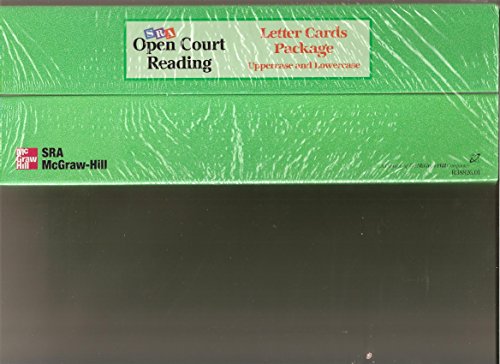 SRA
Open Court
Reading
Letter Cards
Package
Uppercase and Lowercase
Mc
Graw
Hill
SRA
McGraw-Hill